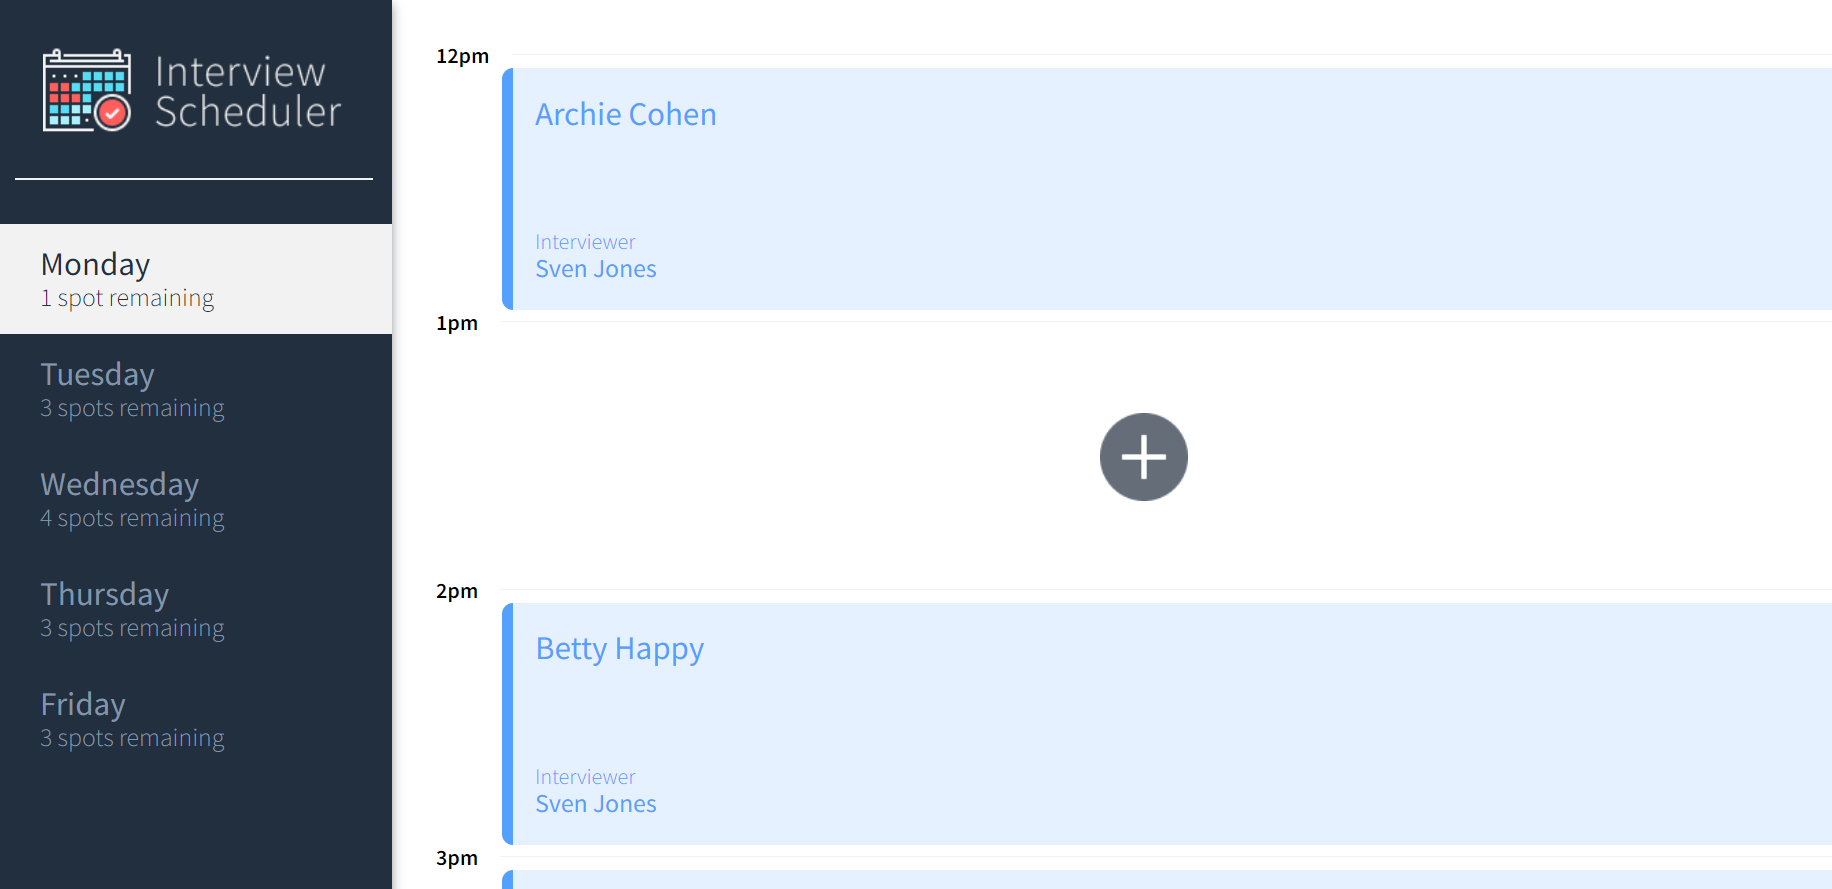 Interview
Scheduler
Monday
1 spot remaining
Tuesday
3 spots remaining
Wednesday
4 spots remaining
Thursday
3 spots remaining
Friday
3 spots remaining
12pm
Archie Cohen
Interviewer
Sven Jones
1pm
2pm
Betty Happy
Interviewer
Sven Jones
3pm